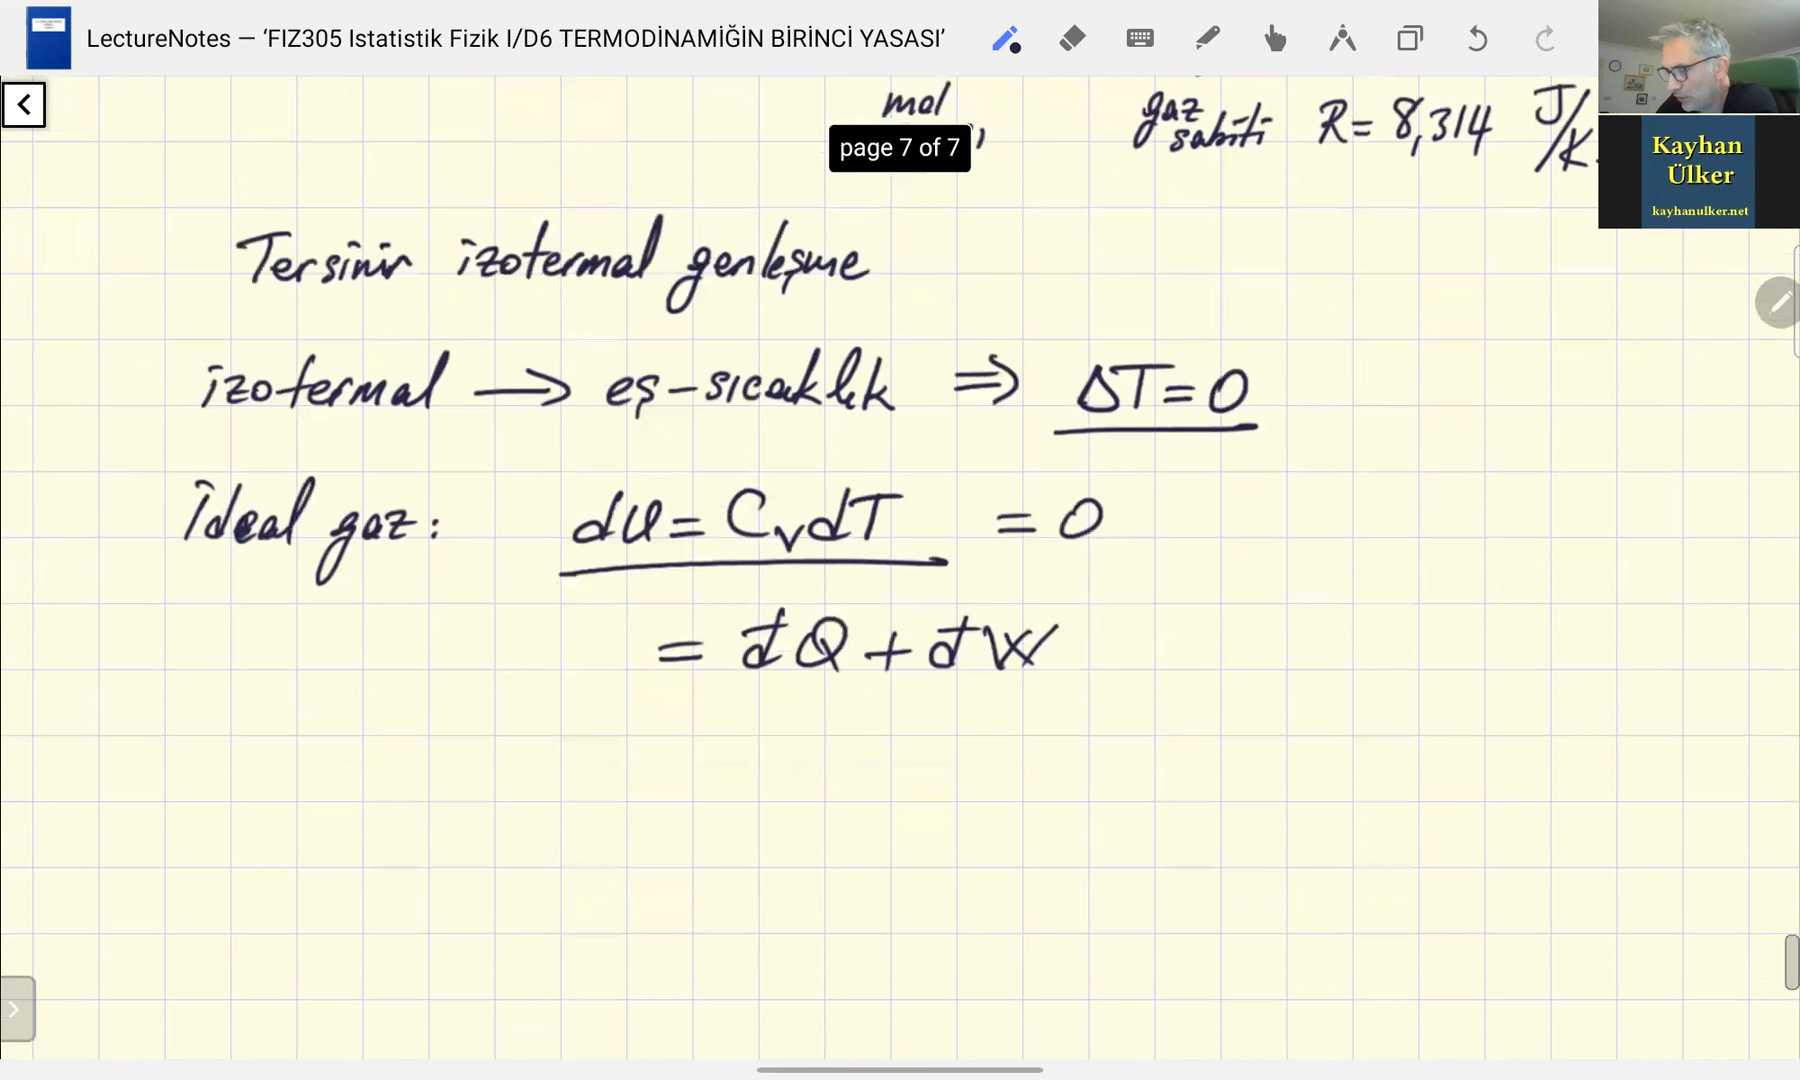 LectureNotes — ‘FIZ305 Istatistik Fizik I/D6 TERMODİNAMİĞİN BİRİNCİ YASASI’
mol , gaz sabiti R = 8,314 J/K.
page 7 of 7
Kayhan
Ülker
kayhanulker.net
Tersinir izotermal genleşme
izotermal → eş-sıcaklık ⇒ ΔT = 0
İdeal gaz: dU = C_V dT = 0
= đQ + đW